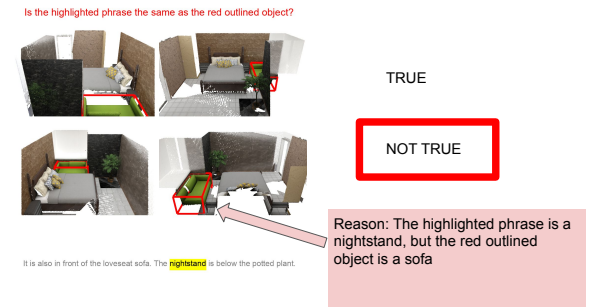 Is the highlighted phrase the same as the red outlined object?
TRUE
NOT TRUE
Reason: The highlighted phrase is a
nightstand, but the red outlined
object is a sofa
It is also in front of the loveseat sofa. The nightstand is below the potted plant.